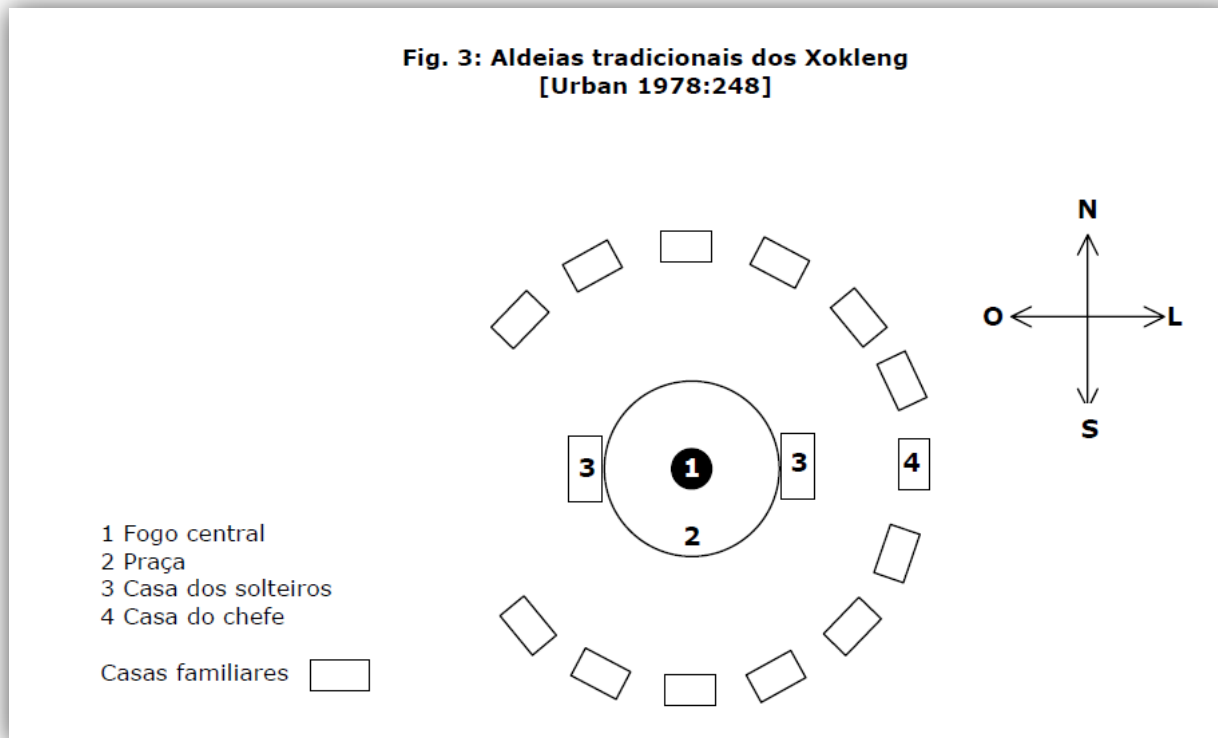 Fig. 3: Aldeias tradicionais dos Xokleng
[Urban 1978:248]
N
O
L
S
3
1
3
4
2
1 Fogo central
2 Praça
3 Casa dos solteiros
4 Casa do chefe
Casas familiares